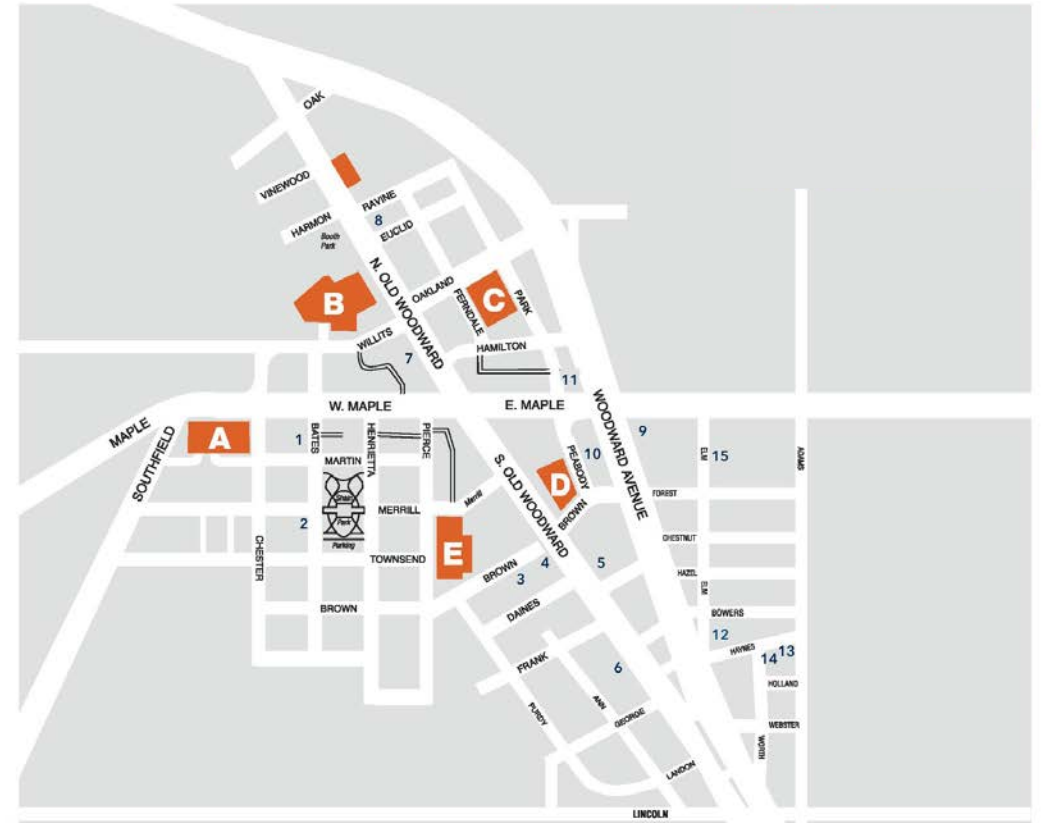 OAK
VINEWOOD
RAVINE
HARMON
8
Booth
Park
EUCLID
N. OLD WOODWARD
OAKLAND
B
C
PARK
FERNDALE
WILLITS
HAMILTON
7
11
W. MAPLE
E. MAPLE
WOODWARD AVENUE
MAPLE
A
SOUTHFIELD
1
BATES
HENRIETTA
PIERCE
9
10
PEABODY
ELM
15
ADAMS
MARTIN
S. OLD WOODWARD
D
Shain
Park
Parking
Merrill
FOREST
MERRILL
BROWN
2
CHESTER
E
CHESTNUT
TOWNSEND
BROWN
3
4
5
HAZEL
ELM
BROWN
DAINES
BOWERS
12
HAYNES
14
13
FRANK
6
HOLLAND
ANN
PURDY
GEORGE
WEBSTER
WORTH
LANDON
LINCOLN